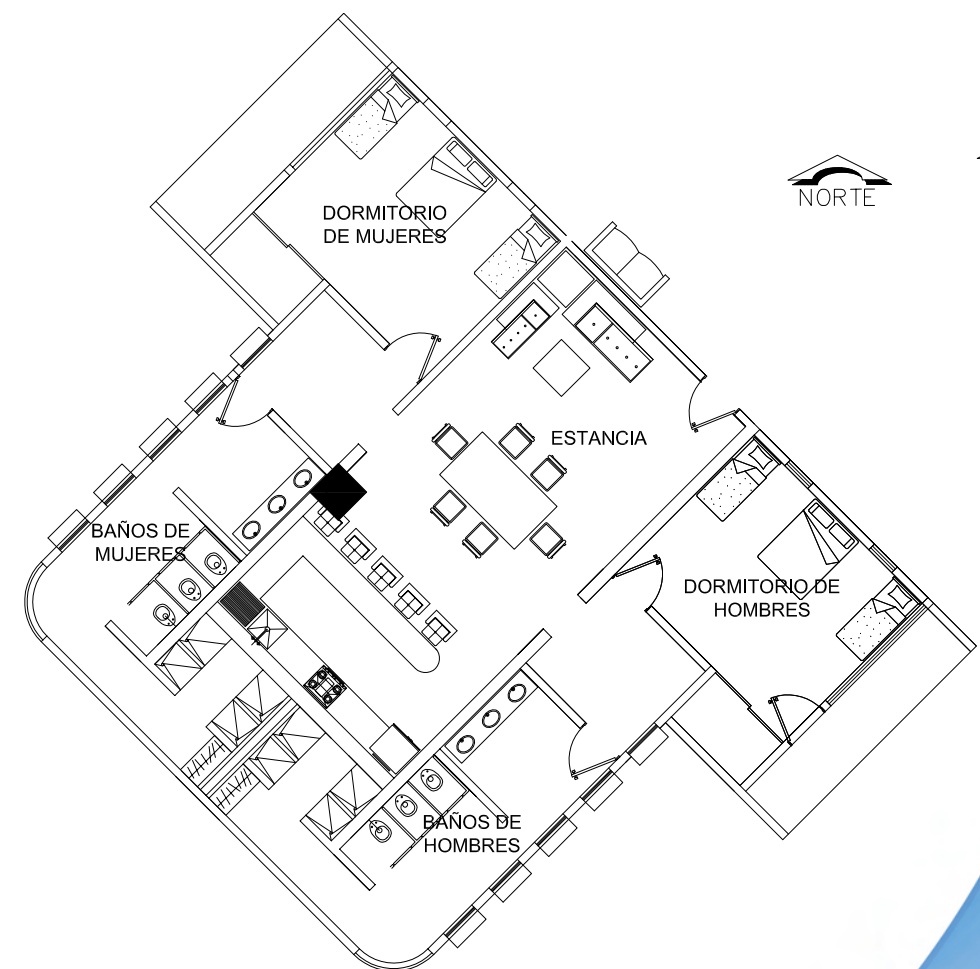 NORTE
DORMITORIO
DE MUJERES
ESTANCIA
BAÑOS DE
MUJERES
DORMITORIO DE
HOMBRES
BAÑOS DE
HOMBRES